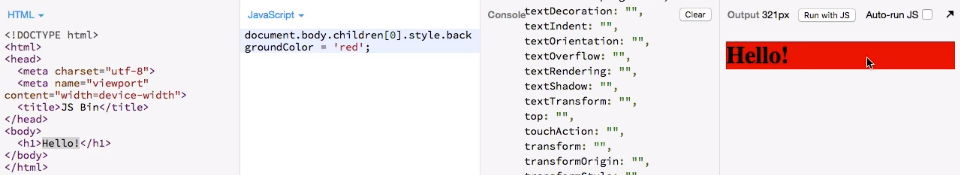 HTML
<!DOCTYPE html>
<html>
<head>
<meta charset="utf-8">
<meta name="viewport"
content="width=device-width">
<title>JS Bin</title>
</head>
<body>
<h1>Hello!</h1>
</body>
</html>
JavaScript
document.body.children[0].style.back
groundColor = 'red';
Console
Clear
textDecoration: "",
textIndent: "",
textOrientation: "",
textOverflow: "",
textRendering: "",
textShadow: "",
textTransform: "",
top: "",
touchAction: "",
transform: "",
transformOrigin: "",
transformStyle: "",
Output 321px
Run with JS
Auto-run JS
Hello!